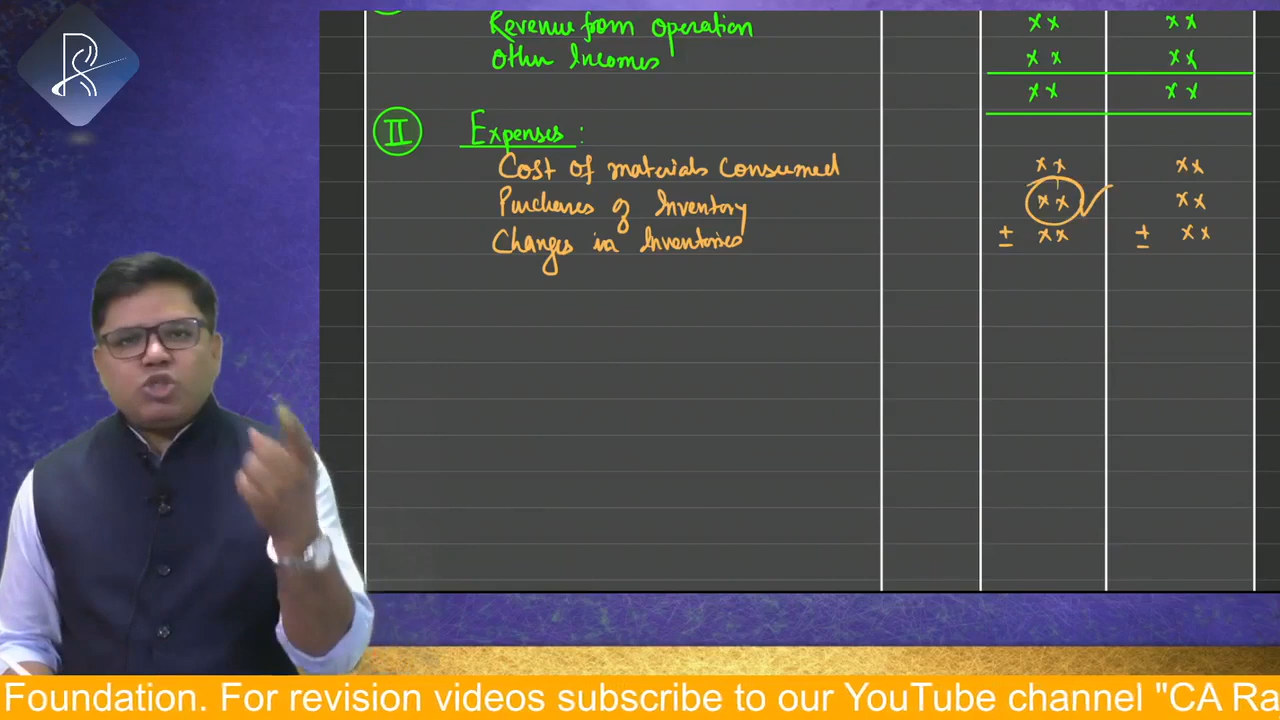 RS
Revenue from operation xx xx
Other Incomes xx xx
xx xx
II Expenses :
Cost of materials Consumed xx xx
Purchases of Inventory xx xx
Changes in Inventories ± xx ± xx
Foundation. For revision videos subscribe to our YouTube channel "CA Ra